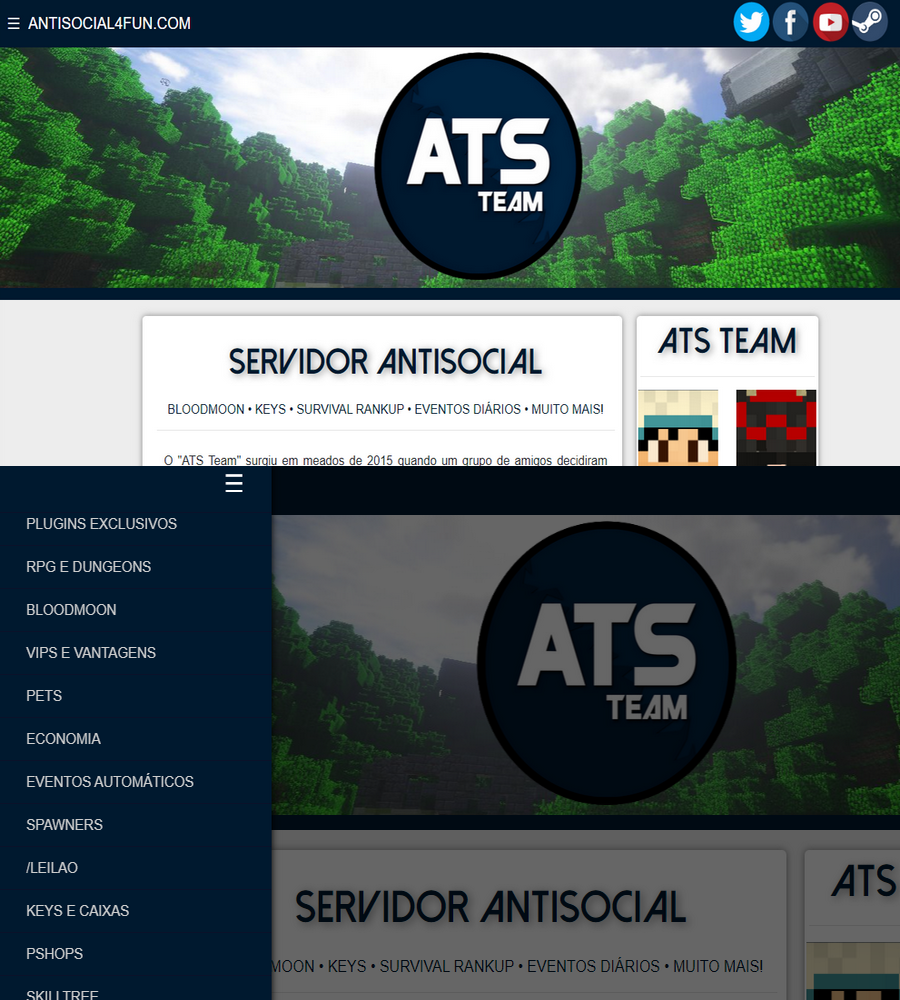 ☰ ANTISOCIAL4FUN.COM
ATS
TEAM
SERVIDOR ANTISOCIAL
ATS TEAM
BLOODMOON • KEYS • SURVIVAL RANKUP • EVENTOS DIÁRIOS • MUITO MAIS!
O "ATS Team" surgiu em meados de 2015 quando um grupo de amigos decidiram
☰
PLUGINS EXCLUSIVOS
RPG E DUNGEONS
BLOODMOON
VIPS E VANTAGENS
PETS
ECONOMIA
EVENTOS AUTOMÁTICOS
SPAWNERS
/LEILAO
KEYS E CAIXAS
PSHOPS
SKILLTREE
ATS
TEAM
SERVIDOR ANTISOCIAL
ATS
MOON • KEYS • SURVIVAL RANKUP • EVENTOS DIÁRIOS • MUITO MAIS!